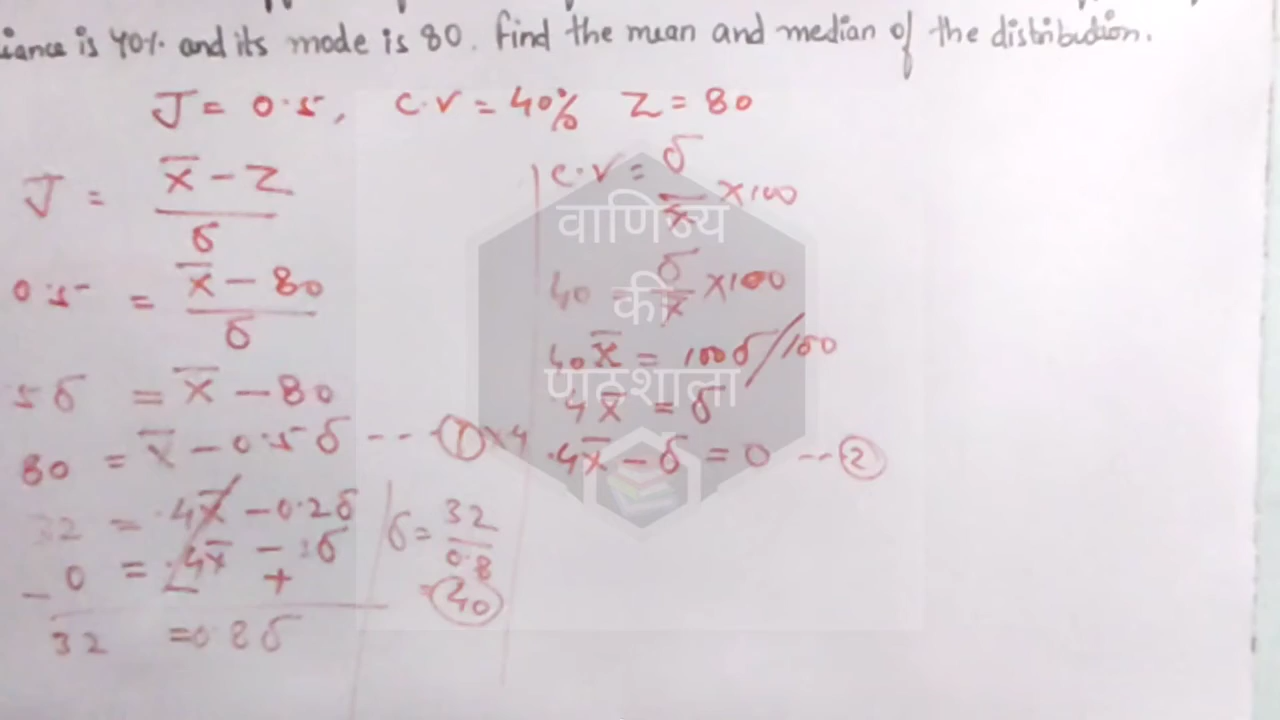 iance is 40% and its mode is 80. Find the mean and median of the distribution.
J = 0.5, C.V = 40% Z = 80
J = x̄ - Z / σ
0.5 = x̄ - 80 / σ
5σ = x̄ - 80
80 = x̄ - 0.5σ --- ① ×4
32 = .4x̄ - 0.2σ
- 0 = .4x̄ - 1σ
+
32 = 0.8σ
σ = 32 / 0.8
= 40
C.V = σ / x̄ × 100
40 = σ / x̄ × 100
40x̄ = 100σ / 100
.4x̄ = σ
.4x̄ - σ = 0 --- ②
वाणिज्य
की
पाठशाला